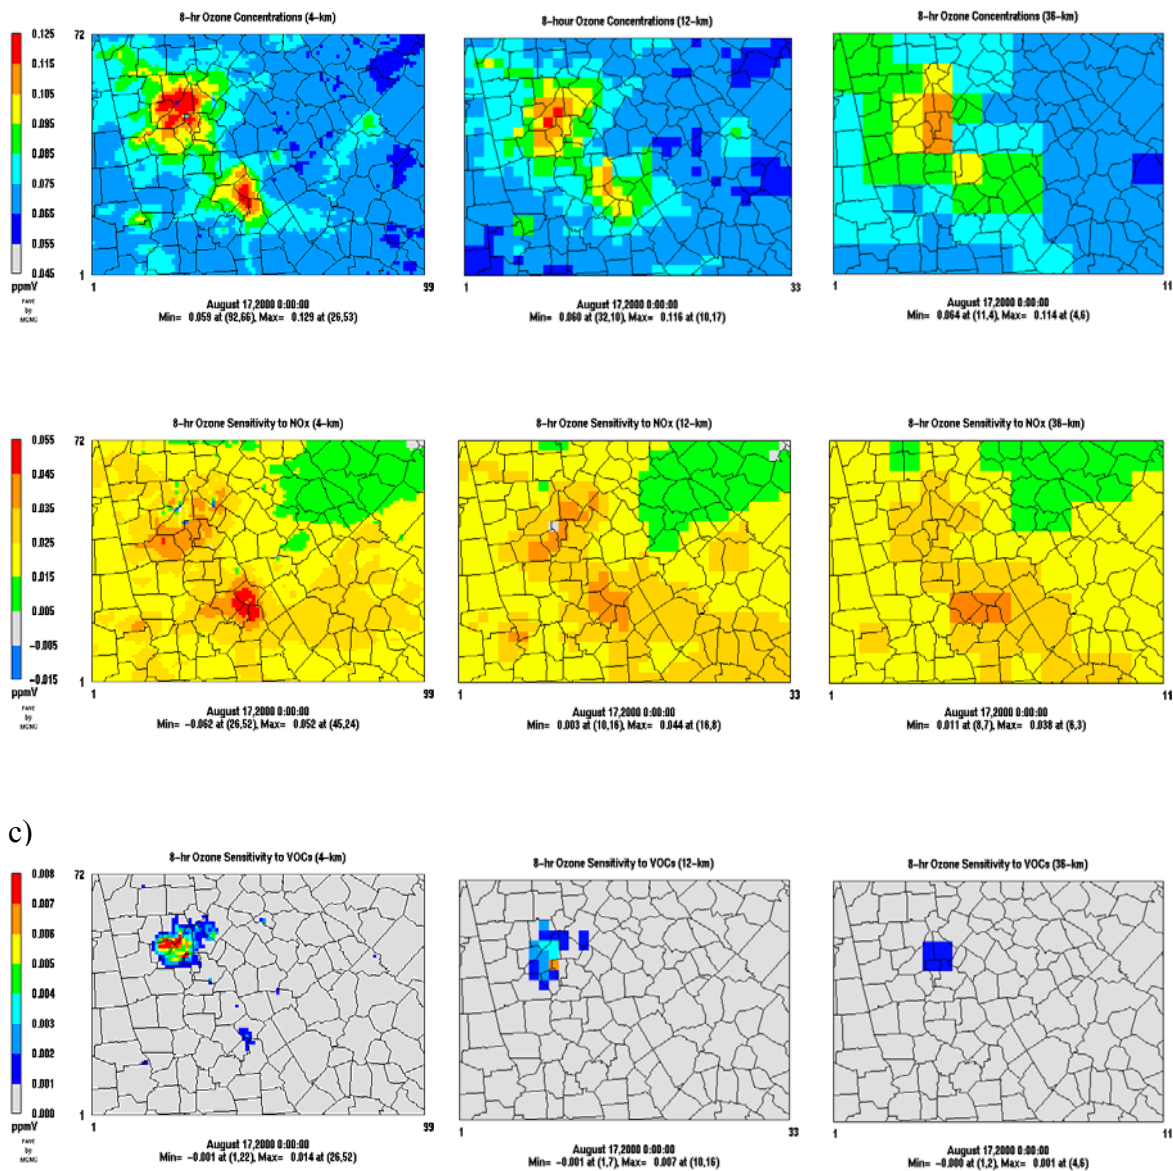 8-hr Ozone Concentrations (4-km)
8-hour Ozone Concentrations (12-km)
8-hr Ozone Concentrations (36-km)
0.125
0.115
0.105
0.095
0.085
0.075
0.065
0.055
0.045
ppmV
PAVE
by
MCNC
72
1
1
99
1
33
1
11
August 17,2000 0:00:00
Min= 0.059 at (92,66), Max= 0.129 at (26,53)
August 17,2000 0:00:00
Min= 0.060 at (32,10), Max= 0.116 at (10,17)
August 17,2000 0:00:00
Min= 0.064 at (11,4), Max= 0.114 at (4,6)
8-hr Ozone Sensitivity to NOx (4-km)
8-hr Ozone Sensitivity to NOx (12-km)
8-hr Ozone Sensitivity to NOx (36-km)
0.055
0.045
0.035
0.025
0.015
0.005
-0.005
-0.015
ppmV
PAVE
by
MCNC
72
1
1
99
1
33
1
11
August 17,2000 0:00:00
Min= -0.062 at (26,52), Max= 0.052 at (45,24)
August 17,2000 0:00:00
Min= 0.003 at (10,16), Max= 0.044 at (16,8)
August 17,2000 0:00:00
Min= 0.011 at (8,7), Max= 0.038 at (6,3)
c)
8-hr Ozone Sensitivity to VOCs (4-km)
8-hr Ozone Sensitivity to VOCs (12-km)
8-hr Ozone Sensitivity to VOCs (36-km)
0.008
0.007
0.006
0.005
0.004
0.003
0.002
0.001
0.000
ppmV
PAVE
by
MCNC
72
1
1
99
1
33
1
11
August 17,2000 0:00:00
Min= -0.001 at (1,22), Max= 0.014 at (26,52)
August 17,2000 0:00:00
Min= -0.001 at (1,7), Max= 0.007 at (10,16)
August 17,2000 0:00:00
Min= -0.000 at (1,2), Max= 0.001 at (4,6)